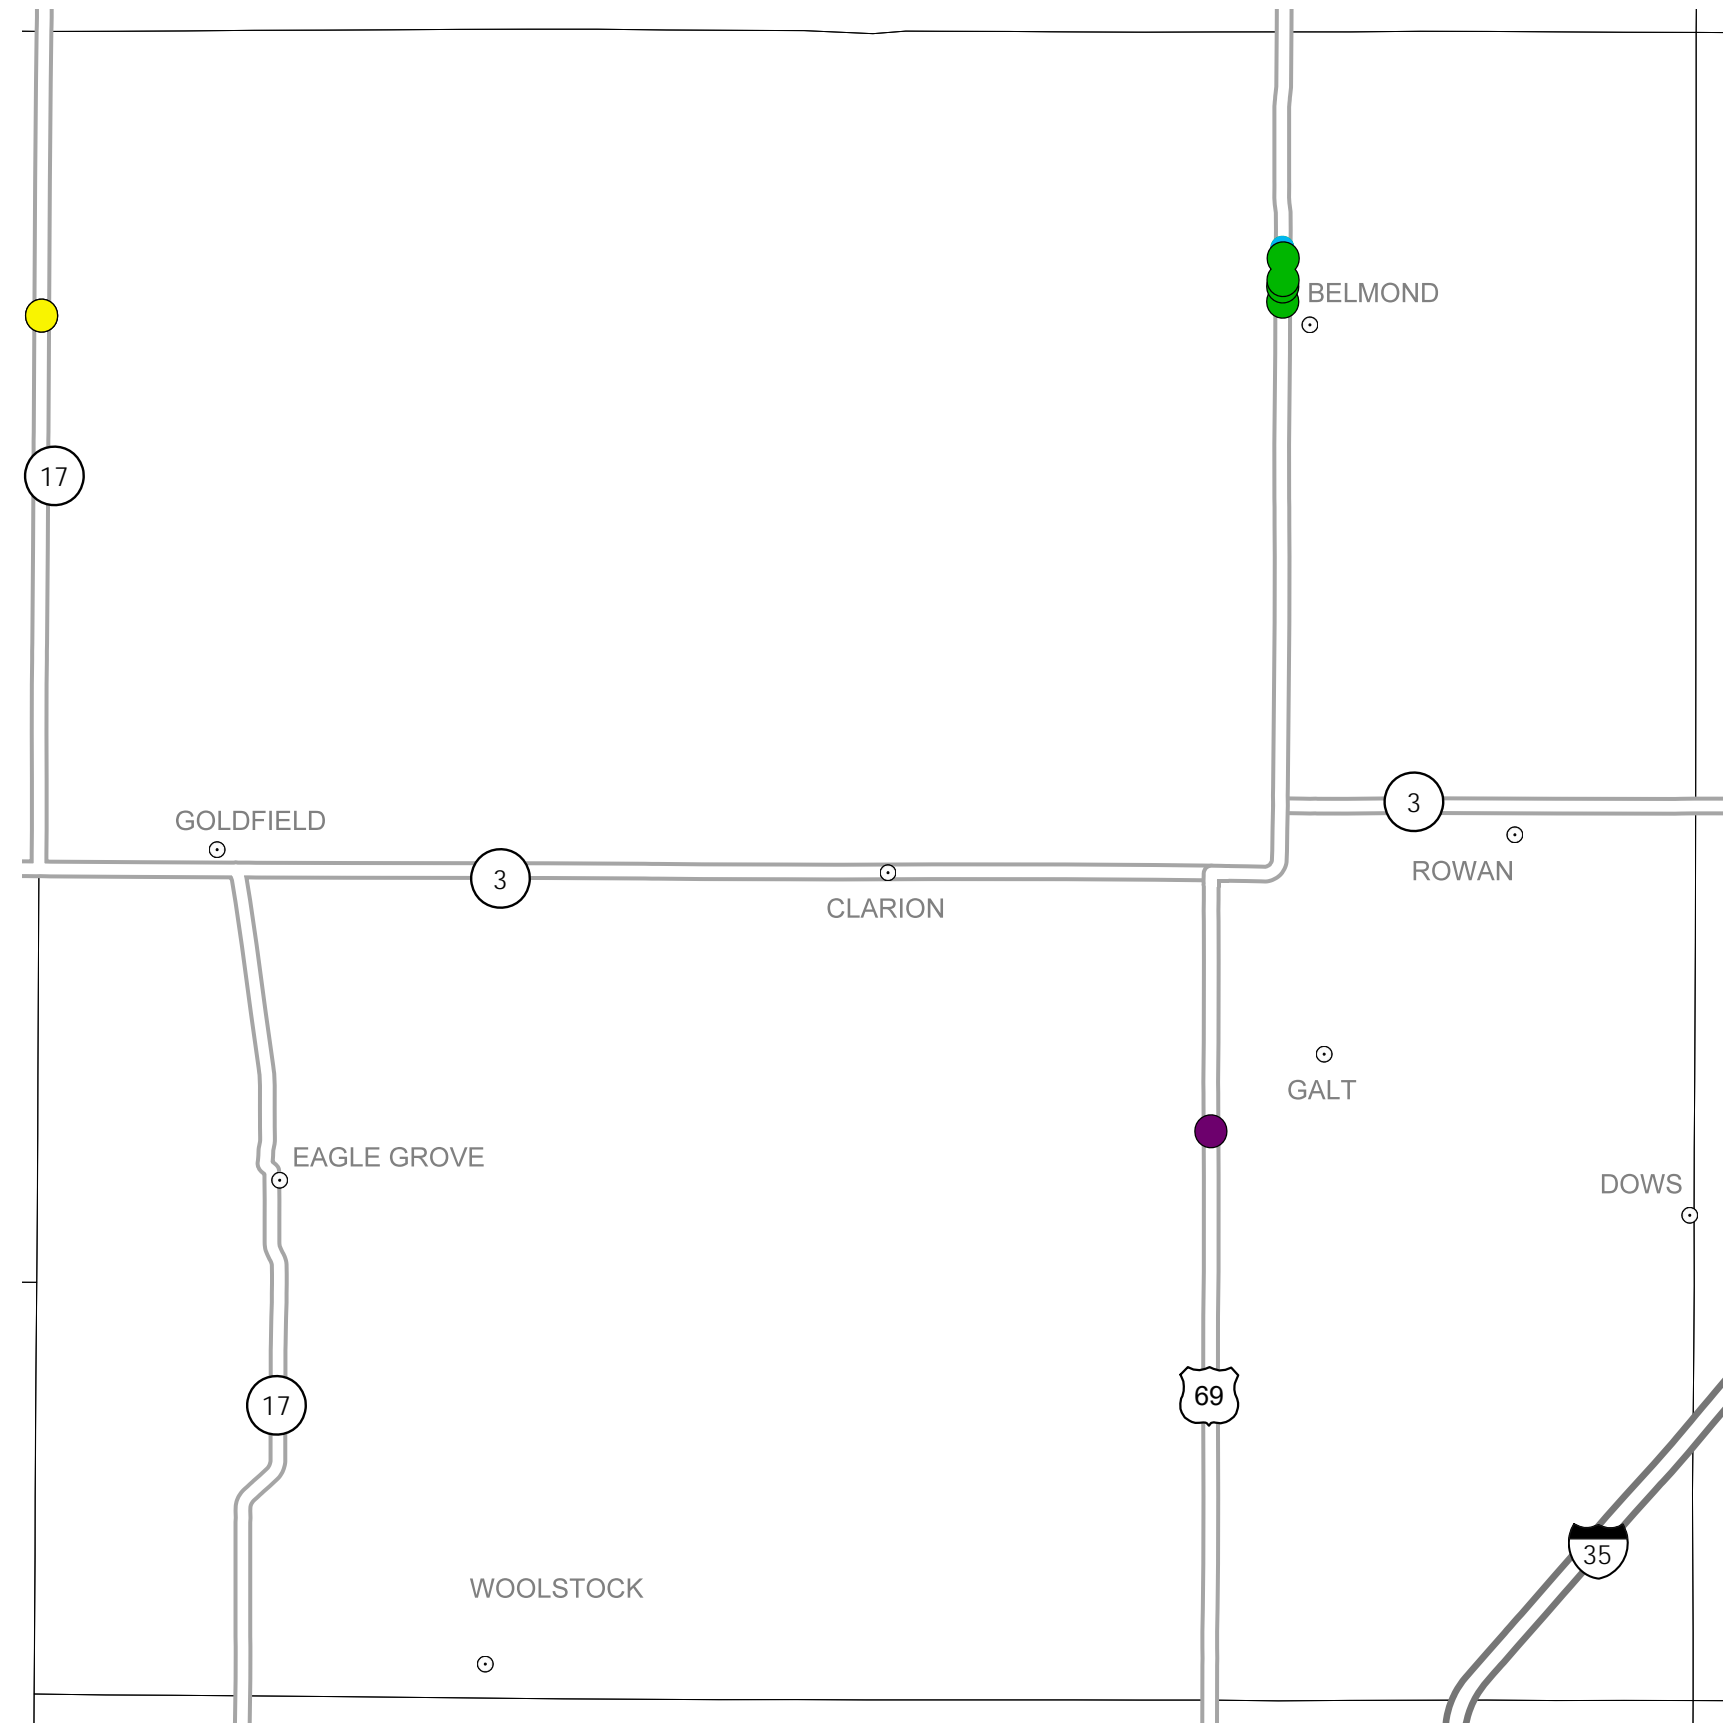 BELMOND
17
3
GOLDFIELD
3
ROWAN
CLARION
GALT
EAGLE GROVE
DOWS
69
17
35
WOOLSTOCK